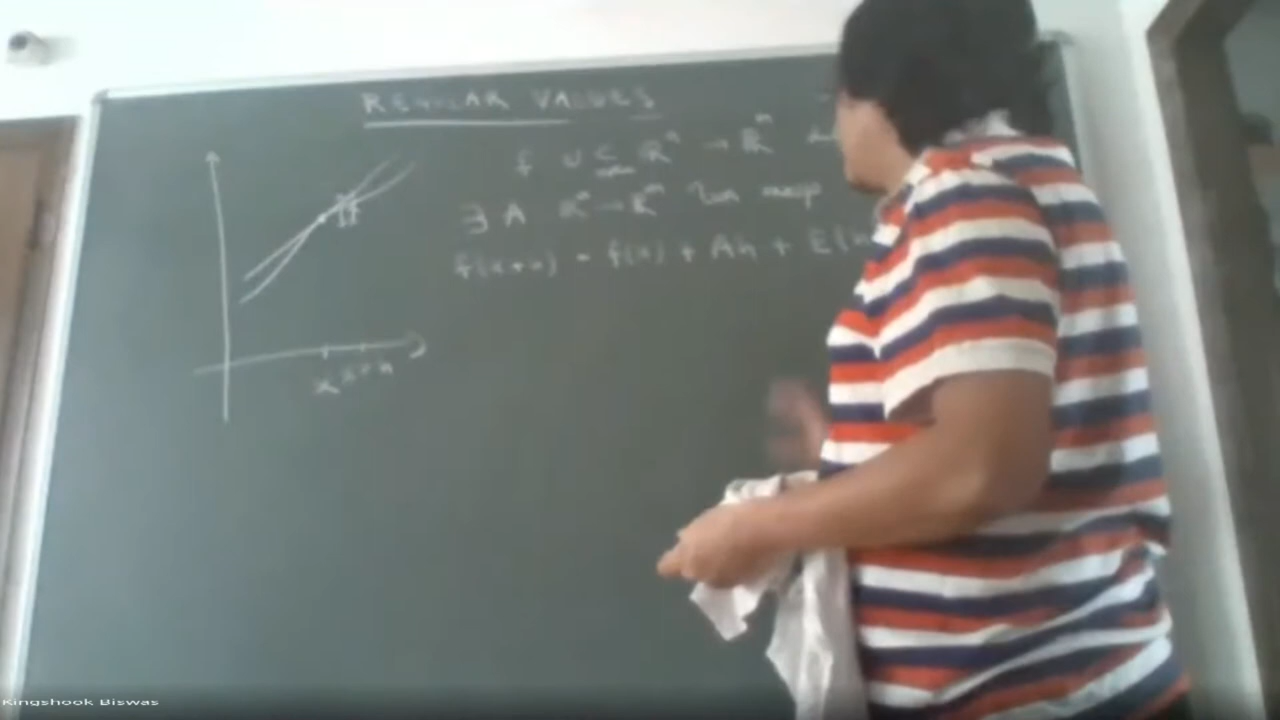 REGULAR VALUES
f U ⊆ ℝⁿ → ℝᵐ
∃ A ℝⁿ → ℝᵐ lin map
f(x+h) = f(x) + Ah + E(h
x x+h
Kingshook Biswas